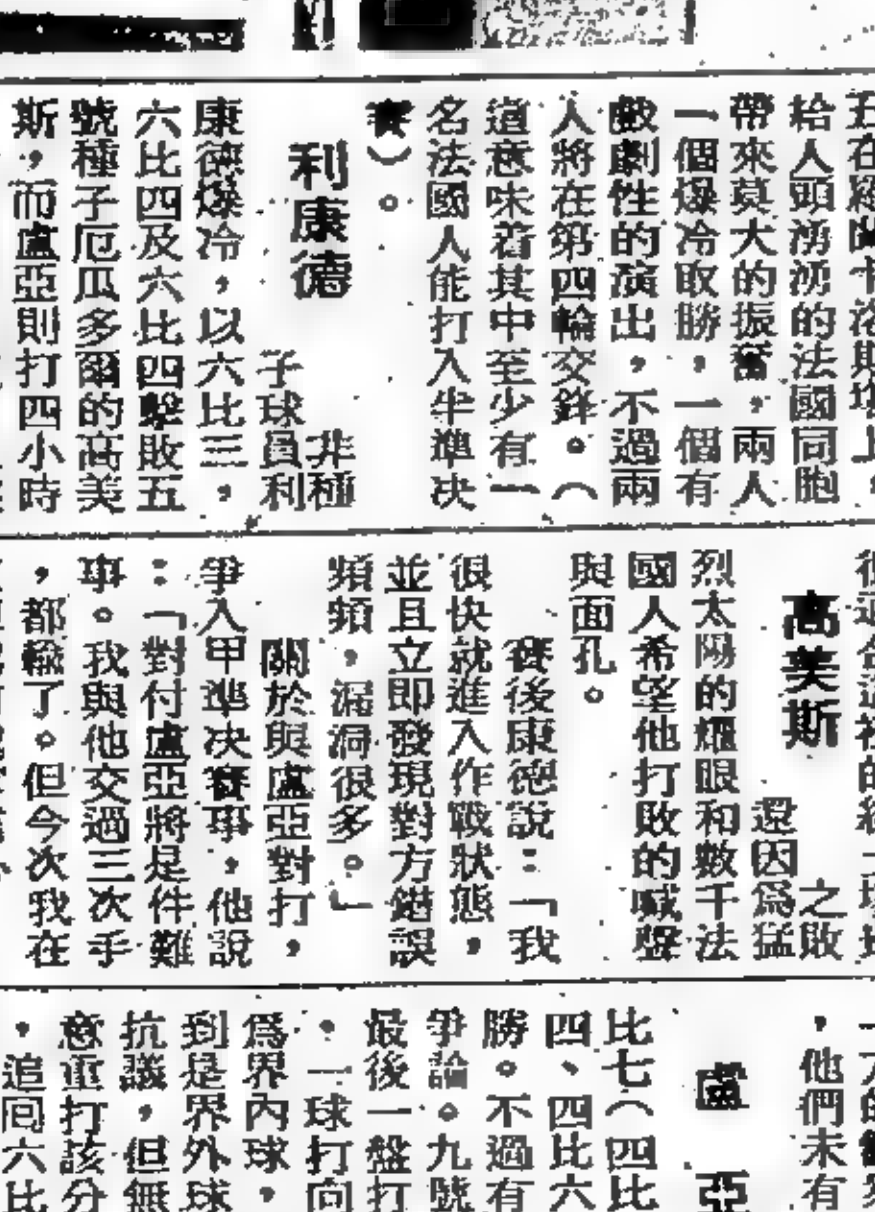 給人頭湧湧的法國同胞
帶來莫大的振奮，兩人
一個爆冷取勝，一個有
戲劇性的演出，不過兩
人將在第四輪交鋒。（
道意味着其中至少有一
名法國人能打入半準決
賽）。
利康德
非種
子球員利
康德爆冷，以六比三，
六比四及六比四擊敗五
號種子厄瓜多爾的高美
斯，而盧亞則打四小時
高美斯
之敗
還因爲猛
烈太陽的耀眼和數千法
國人希望他打敗的喊聲
與面孔。
賽後康德說：「我
很快就進入作戰狀態，
並且立即發現對方錯誤
頻頻，漏洞很多。」
關於與盧亞對打，
爭入甲準決賽事，他說
：「對付盧亞將是件難
事。我與他交過三次手
，都輸了。但今次我在
，他們未有
盧亞
比七（四比
四、四比六
勝。不過有
爭論。九號
最後一盤打
。一球打向
爲界內球，
到是界外球
抗議，但無
意重打該分
，追回六比